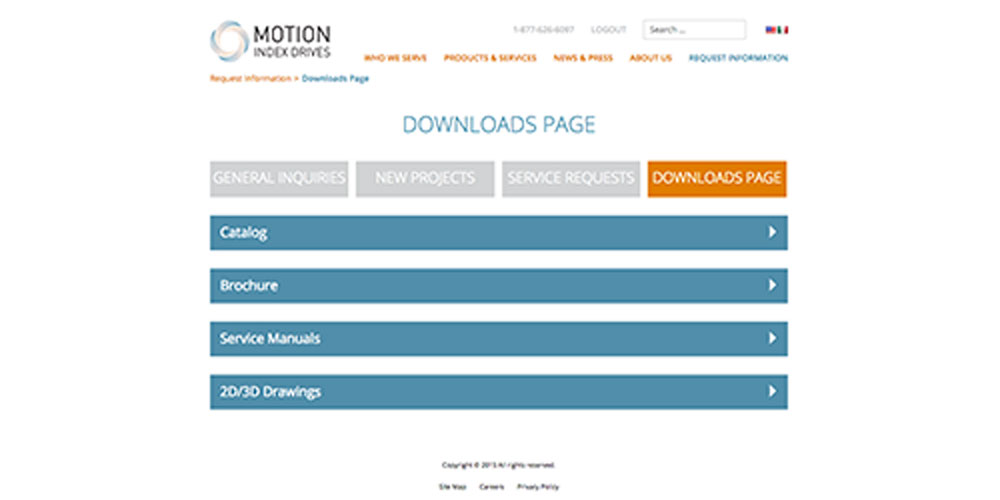 MOTION
INDEX DRIVES
1-877-626-6097 LOGOUT Search ...
WHO WE SERVE PRODUCTS & SERVICES NEWS & PRESS ABOUT US REQUEST INFORMATION
Request Information > Downloads Page
DOWNLOADS PAGE
GENERAL INQUIRIES NEW PROJECTS SERVICE REQUESTS DOWNLOADS PAGE
Catalog
Brochure
Service Manuals
2D/3D Drawings
Copyright © 2015 All rights reserved.
Site Map Careers Privacy Policy